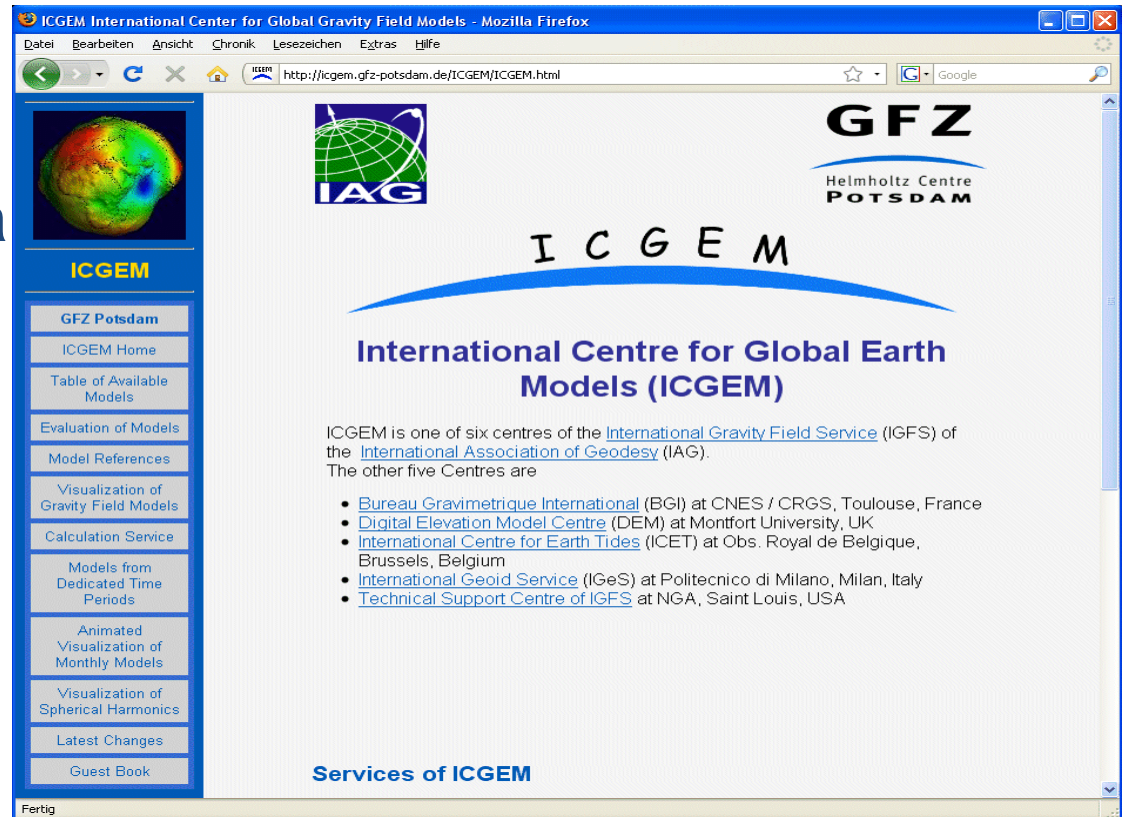 ICGEM International Center for Global Gravity Field Models - Mozilla Firefox
Datei Bearbeiten Ansicht Chronik Lesezeichen Extras Hilfe
ICGEM http://icgem.gfz-potsdam.de/ICGEM/ICGEM.html G Google
ICGEM
GFZ Potsdam
ICGEM Home
Table of Available
Models
Evaluation of Models
Model References
Visualization of
Gravity Field Models
Calculation Service
Models from
Dedicated Time
Periods
Animated
Visualization of
Monthly Models
Visualization of
Spherical Harmonics
Latest Changes
Guest Book
IAG
GFZ
Helmholtz Centre
POTSDAM
ICGEM
International Centre for Global Earth
Models (ICGEM)
ICGEM is one of six centres of the International Gravity Field Service (IGFS) of
the International Association of Geodesy (IAG).
The other five Centres are
• Bureau Gravimetrique International (BGI) at CNES / CRGS, Toulouse, France
• Digital Elevation Model Centre (DEM) at Montfort University, UK
• International Centre for Earth Tides (ICET) at Obs. Royal de Belgique,
Brussels, Belgium
• International Geoid Service (IGeS) at Politecnico di Milano, Milan, Italy
• Technical Support Centre of IGFS at NGA, Saint Louis, USA
Services of ICGEM
Fertig